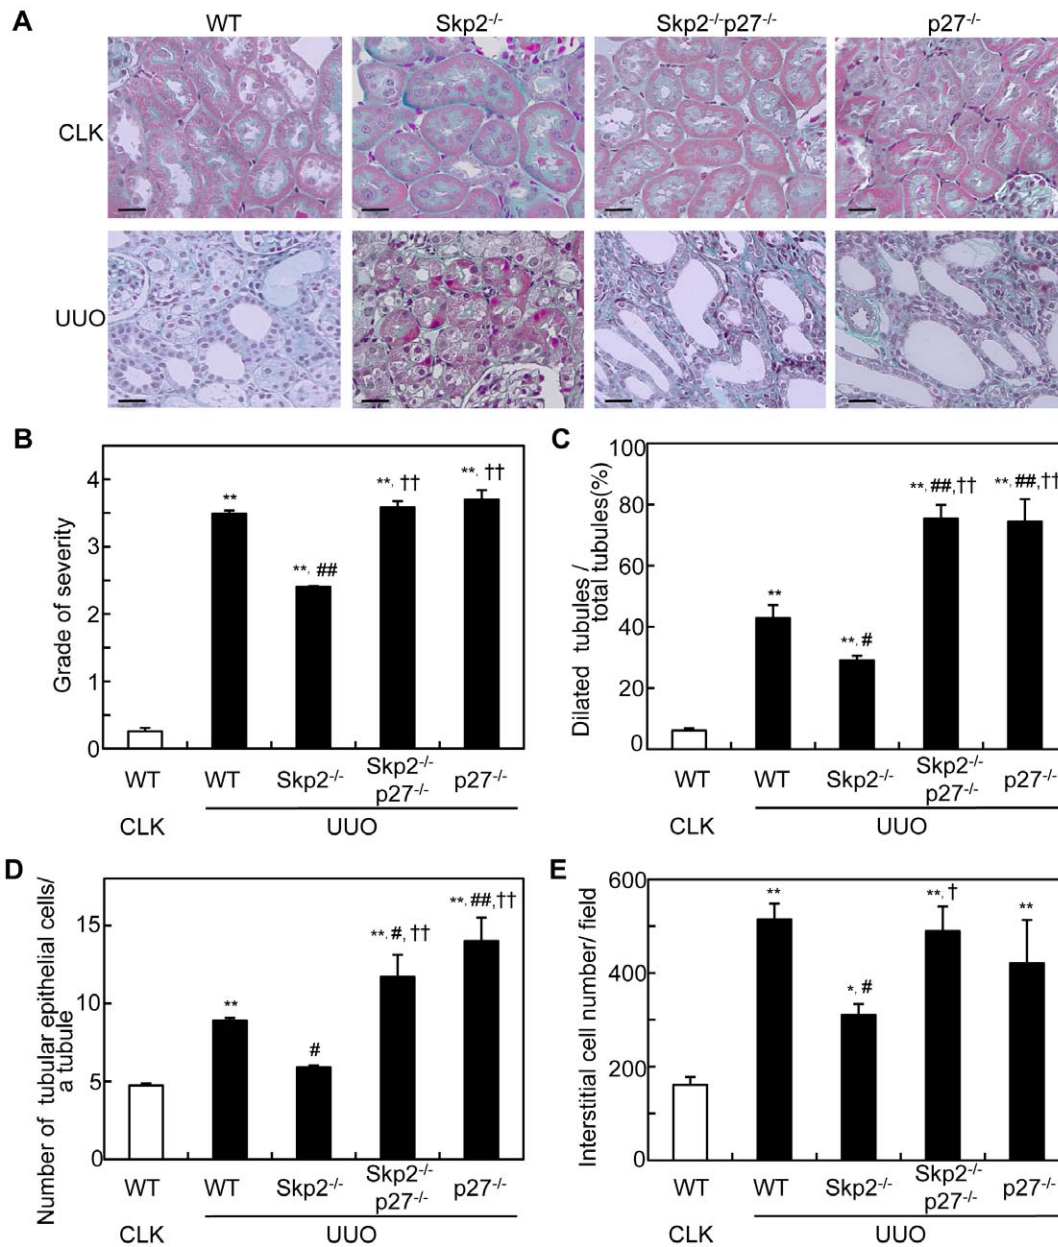 A
WT Skp2-/- Skp2-/-p27-/- p27-/-
CLK
UUO
B
Grade of severity
4
3
2
1
0
**
**, ##
**, ††
**, ††
WT WT Skp2-/- Skp2-/- p27-/- p27-/-
CLK UUO
C
Dilated tubules /
total tubules(%)
100
80
60
40
20
0
**
**, #
**, ##,††
**, ##,††
WT WT Skp2-/- Skp2-/- p27-/- p27-/-
CLK UUO
D
Number of tubular epithelial cells/
a tubule
15
10
5
0
**
#
**, #, ††
**, ##,††
WT WT Skp2-/- Skp2-/- p27-/- p27-/-
CLK UUO
E
Interstitial cell number/ field
600
400
200
0
**
*, #
**, †
**
WT WT Skp2-/- Skp2-/- p27-/- p27-/-
CLK UUO